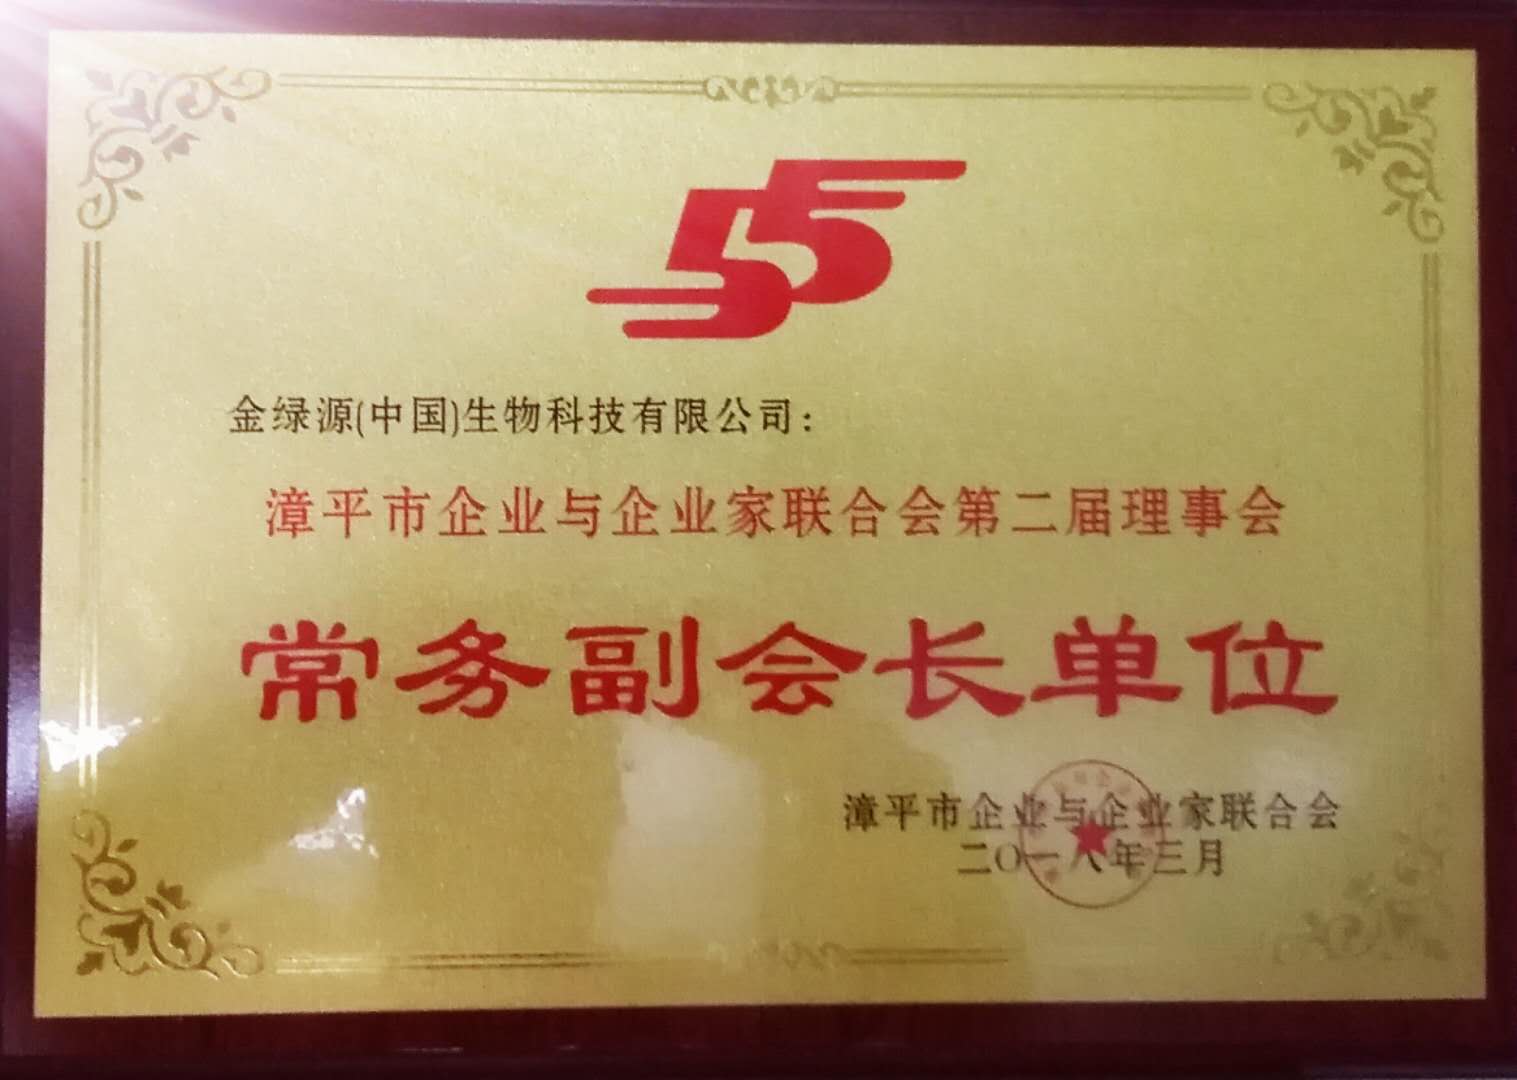 55
金绿源(中国)生物科技有限公司：
漳平市企业与企业家联合会第二届理事会
常务副会长单位
漳平市企业与企业家联合会
二〇一八年三月